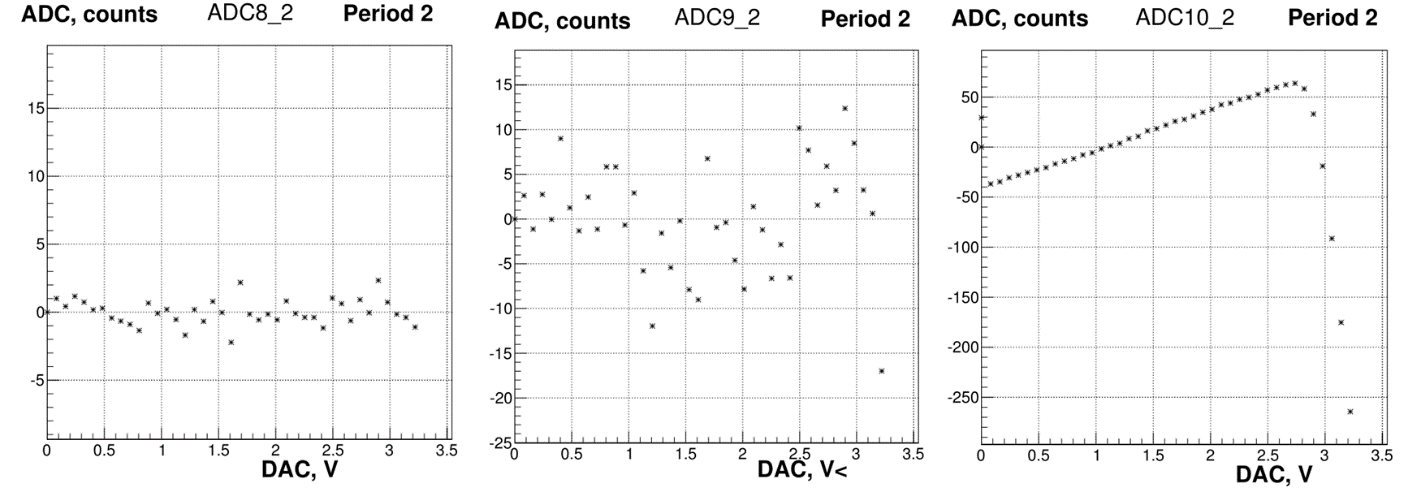 ADC, counts ADC8_2 Period 2
15
10
5
0
-5
0 0.5 1 1.5 2 2.5 3 3.5
DAC, V
ADC, counts ADC9_2 Period 2
15
10
5
0
-5
-10
-15
-20
-25
0 0.5 1 1.5 2 2.5 3 3.5
DAC, V<
ADC, counts ADC10_2 Period 2
50
0
-50
-100
-150
-200
-250
0 0.5 1 1.5 2 2.5 3 3.5
DAC, V